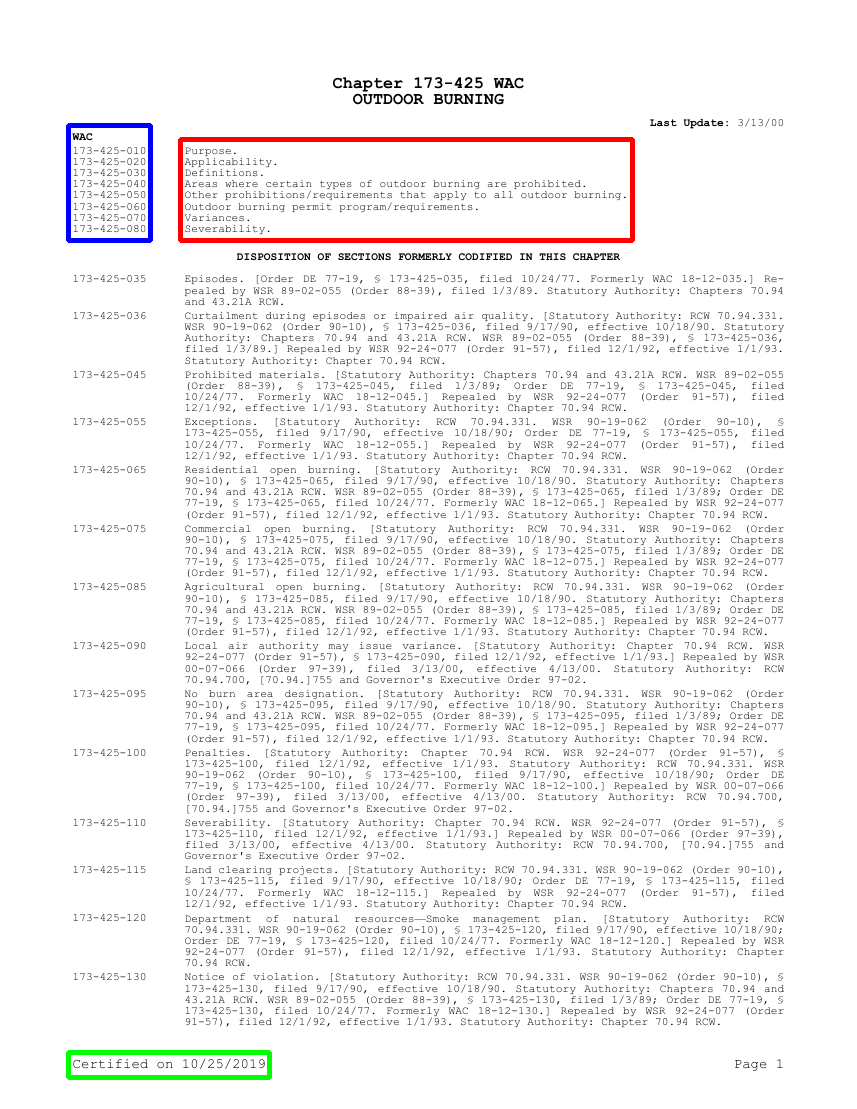 Chapter 173-425 WAC
OUTDOOR BURNING
Last Update: 3/13/00
WAC
173-425-010 Purpose.
173-425-020 Applicability.
173-425-030 Definitions.
173-425-040 Areas where certain types of outdoor burning are prohibited.
173-425-050 Other prohibitions/requirements that apply to all outdoor burning.
173-425-060 Outdoor burning permit program/requirements.
173-425-070 Variances.
173-425-080 Severability.
DISPOSITION OF SECTIONS FORMERLY CODIFIED IN THIS CHAPTER
173-425-035 Episodes. [Order DE 77-19, § 173-425-035, filed 10/24/77. Formerly WAC 18-12-035.] Re-
pealed by WSR 89-02-055 (Order 88-39), filed 1/3/89. Statutory Authority: Chapters 70.94
and 43.21A RCW.
173-425-036 Curtailment during episodes or impaired air quality. [Statutory Authority: RCW 70.94.331.
WSR 90-19-062 (Order 90-10), § 173-425-036, filed 9/17/90, effective 10/18/90. Statutory
Authority: Chapters 70.94 and 43.21A RCW. WSR 89-02-055 (Order 88-39), § 173-425-036,
filed 1/3/89.] Repealed by WSR 92-24-077 (Order 91-57), filed 12/1/92, effective 1/1/93.
Statutory Authority: Chapter 70.94 RCW.
173-425-045 Prohibited materials. [Statutory Authority: Chapters 70.94 and 43.21A RCW. WSR 89-02-055
(Order 88-39), § 173-425-045, filed 1/3/89; Order DE 77-19, § 173-425-045, filed
10/24/77. Formerly WAC 18-12-045.] Repealed by WSR 92-24-077 (Order 91-57), filed
12/1/92, effective 1/1/93. Statutory Authority: Chapter 70.94 RCW.
173-425-055 Exceptions. [Statutory Authority: RCW 70.94.331. WSR 90-19-062 (Order 90-10), §
173-425-055, filed 9/17/90, effective 10/18/90; Order DE 77-19, § 173-425-055, filed
10/24/77. Formerly WAC 18-12-055.] Repealed by WSR 92-24-077 (Order 91-57), filed
12/1/92, effective 1/1/93. Statutory Authority: Chapter 70.94 RCW.
173-425-065 Residential open burning. [Statutory Authority: RCW 70.94.331. WSR 90-19-062 (Order
90-10), § 173-425-065, filed 9/17/90, effective 10/18/90. Statutory Authority: Chapters
70.94 and 43.21A RCW. WSR 89-02-055 (Order 88-39), § 173-425-065, filed 1/3/89; Order DE
77-19, § 173-425-065, filed 10/24/77. Formerly WAC 18-12-065.] Repealed by WSR 92-24-077
(Order 91-57), filed 12/1/92, effective 1/1/93. Statutory Authority: Chapter 70.94 RCW.
173-425-075 Commercial open burning. [Statutory Authority: RCW 70.94.331. WSR 90-19-062 (Order
90-10), § 173-425-075, filed 9/17/90, effective 10/18/90. Statutory Authority: Chapters
70.94 and 43.21A RCW. WSR 89-02-055 (Order 88-39), § 173-425-075, filed 1/3/89; Order DE
77-19, § 173-425-075, filed 10/24/77. Formerly WAC 18-12-075.] Repealed by WSR 92-24-077
(Order 91-57), filed 12/1/92, effective 1/1/93. Statutory Authority: Chapter 70.94 RCW.
173-425-085 Agricultural open burning. [Statutory Authority: RCW 70.94.331. WSR 90-19-062 (Order
90-10), § 173-425-085, filed 9/17/90, effective 10/18/90. Statutory Authority: Chapters
70.94 and 43.21A RCW. WSR 89-02-055 (Order 88-39), § 173-425-085, filed 1/3/89; Order DE
77-19, § 173-425-085, filed 10/24/77. Formerly WAC 18-12-085.] Repealed by WSR 92-24-077
(Order 91-57), filed 12/1/92, effective 1/1/93. Statutory Authority: Chapter 70.94 RCW.
173-425-090 Local air authority may issue variance. [Statutory Authority: Chapter 70.94 RCW. WSR
92-24-077 (Order 91-57), § 173-425-090, filed 12/1/92, effective 1/1/93.] Repealed by WSR
00-07-066 (Order 97-39), filed 3/13/00, effective 4/13/00. Statutory Authority: RCW
70.94.700, [70.94.]755 and Governor's Executive Order 97-02.
173-425-095 No burn area designation. [Statutory Authority: RCW 70.94.331. WSR 90-19-062 (Order
90-10), § 173-425-095, filed 9/17/90, effective 10/18/90. Statutory Authority: Chapters
70.94 and 43.21A RCW. WSR 89-02-055 (Order 88-39), § 173-425-095, filed 1/3/89; Order DE
77-19, § 173-425-095, filed 10/24/77. Formerly WAC 18-12-095.] Repealed by WSR 92-24-077
(Order 91-57), filed 12/1/92, effective 1/1/93. Statutory Authority: Chapter 70.94 RCW.
173-425-100 Penalties. [Statutory Authority: Chapter 70.94 RCW. WSR 92-24-077 (Order 91-57), §
173-425-100, filed 12/1/92, effective 1/1/93. Statutory Authority: RCW 70.94.331. WSR
90-19-062 (Order 90-10), § 173-425-100, filed 9/17/90, effective 10/18/90; Order DE
77-19, § 173-425-100, filed 10/24/77. Formerly WAC 18-12-100.] Repealed by WSR 00-07-066
(Order 97-39), filed 3/13/00, effective 4/13/00. Statutory Authority: RCW 70.94.700,
[70.94.]755 and Governor's Executive Order 97-02.
173-425-110 Severability. [Statutory Authority: Chapter 70.94 RCW. WSR 92-24-077 (Order 91-57), §
173-425-110, filed 12/1/92, effective 1/1/93.] Repealed by WSR 00-07-066 (Order 97-39),
filed 3/13/00, effective 4/13/00. Statutory Authority: RCW 70.94.700, [70.94.]755 and
Governor's Executive Order 97-02.
173-425-115 Land clearing projects. [Statutory Authority: RCW 70.94.331. WSR 90-19-062 (Order 90-10),
§ 173-425-115, filed 9/17/90, effective 10/18/90; Order DE 77-19, § 173-425-115, filed
10/24/77. Formerly WAC 18-12-115.] Repealed by WSR 92-24-077 (Order 91-57), filed
12/1/92, effective 1/1/93. Statutory Authority: Chapter 70.94 RCW.
173-425-120 Department of natural resources—Smoke management plan. [Statutory Authority: RCW
70.94.331. WSR 90-19-062 (Order 90-10), § 173-425-120, filed 9/17/90, effective 10/18/90;
Order DE 77-19, § 173-425-120, filed 10/24/77. Formerly WAC 18-12-120.] Repealed by WSR
92-24-077 (Order 91-57), filed 12/1/92, effective 1/1/93. Statutory Authority: Chapter
70.94 RCW.
173-425-130 Notice of violation. [Statutory Authority: RCW 70.94.331. WSR 90-19-062 (Order 90-10), §
173-425-130, filed 9/17/90, effective 10/18/90. Statutory Authority: Chapters 70.94 and
43.21A RCW. WSR 89-02-055 (Order 88-39), § 173-425-130, filed 1/3/89; Order DE 77-19, §
173-425-130, filed 10/24/77. Formerly WAC 18-12-130.] Repealed by WSR 92-24-077 (Order
91-57), filed 12/1/92, effective 1/1/93. Statutory Authority: Chapter 70.94 RCW.
Certified on 10/25/2019 Page 1